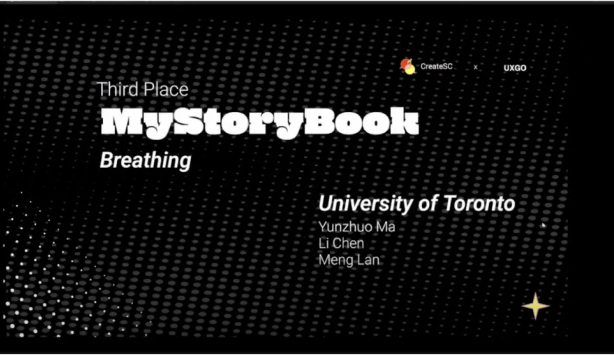 CreateSC x UXGO
Third Place
MyStoryBook
Breathing
University of Toronto
Yunzhuo Ma
Li Chen
Meng Lan